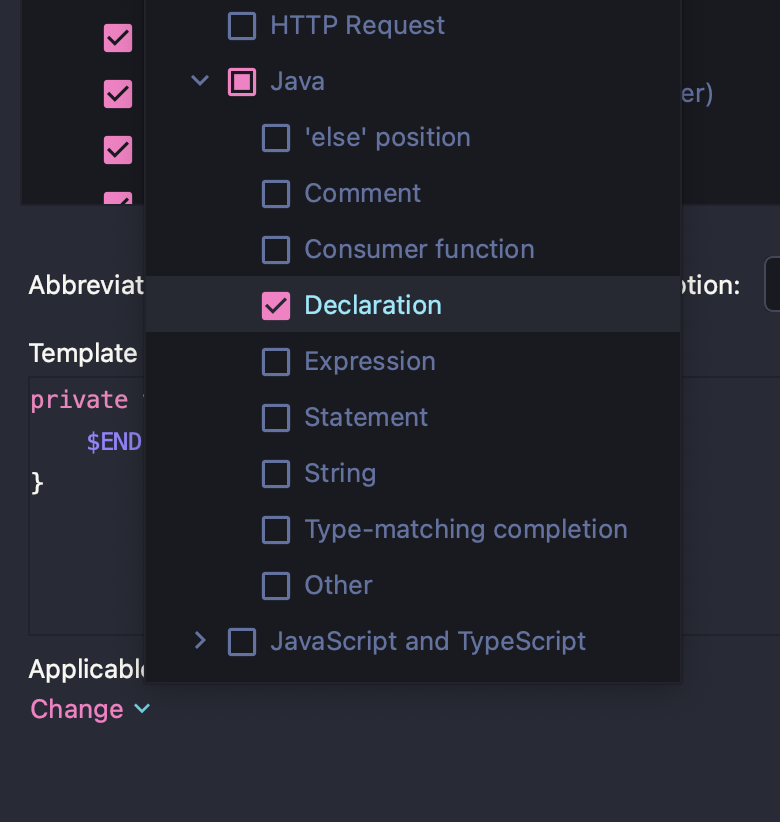 HTTP Request
Java
er)
'else' position
Comment
Consumer function
Declaration
Expression
Statement
String
Type-matching completion
Other
JavaScript and TypeScript
Abbreviat
ption:
Template
private
$END
}
Applicable
Change